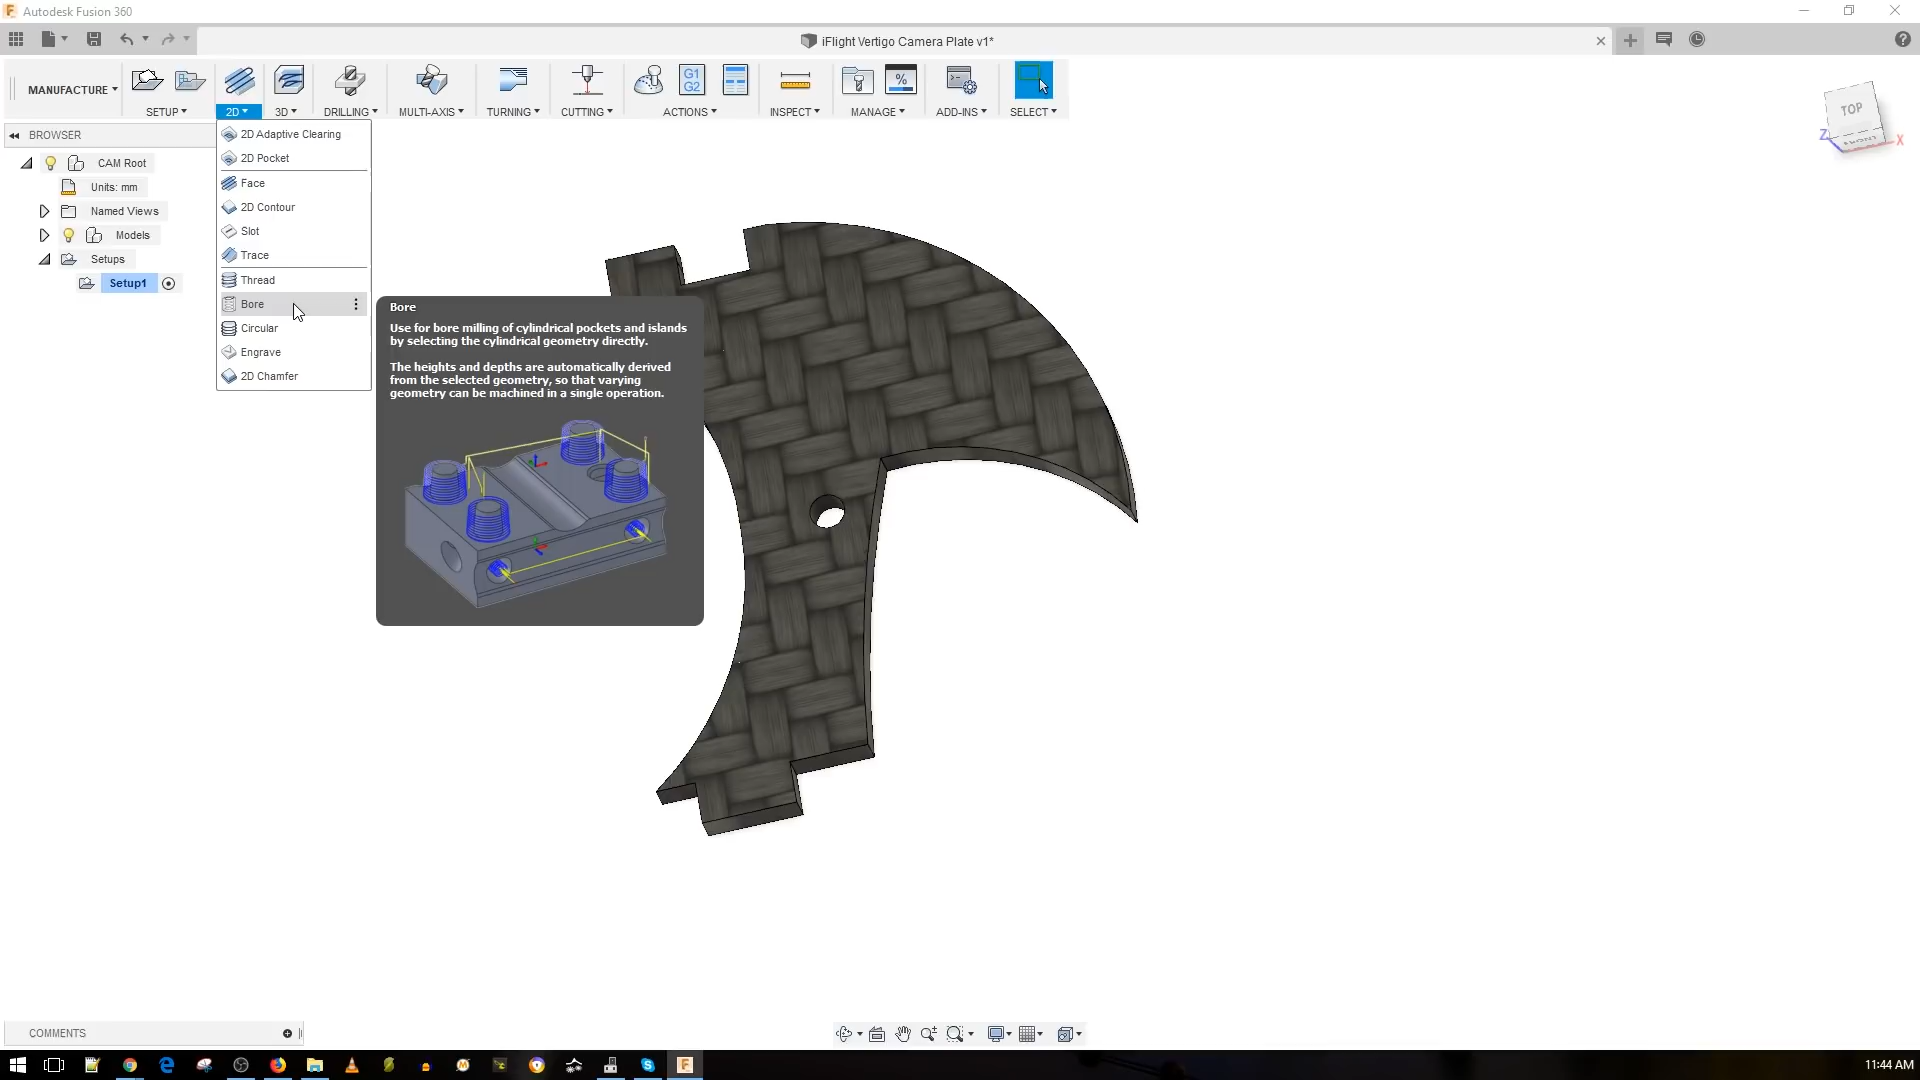 Autodesk Fusion 360
iFlight Vertigo Camera Plate v1*
MANUFACTURE
SETUP
2D
3D
DRILLING
MULTI-AXIS
TURNING
CUTTING
G1
G2
ACTIONS
INSPECT
%
MANAGE
ADD-INS
SELECT
TOP
FRONT
Z
X
BROWSER
CAM Root
Units: mm
Named Views
Models
Setups
Setup1
2D Adaptive Clearing
2D Pocket
Face
2D Contour
Slot
Trace
Thread
Bore
Circular
Engrave
2D Chamfer
Bore
Use for bore milling of cylindrical pockets and islands
by selecting the cylindrical geometry directly.
The heights and depths are automatically derived
from the selected geometry, so that varying
geometry can be machined in a single operation.
COMMENTS
11:44 AM